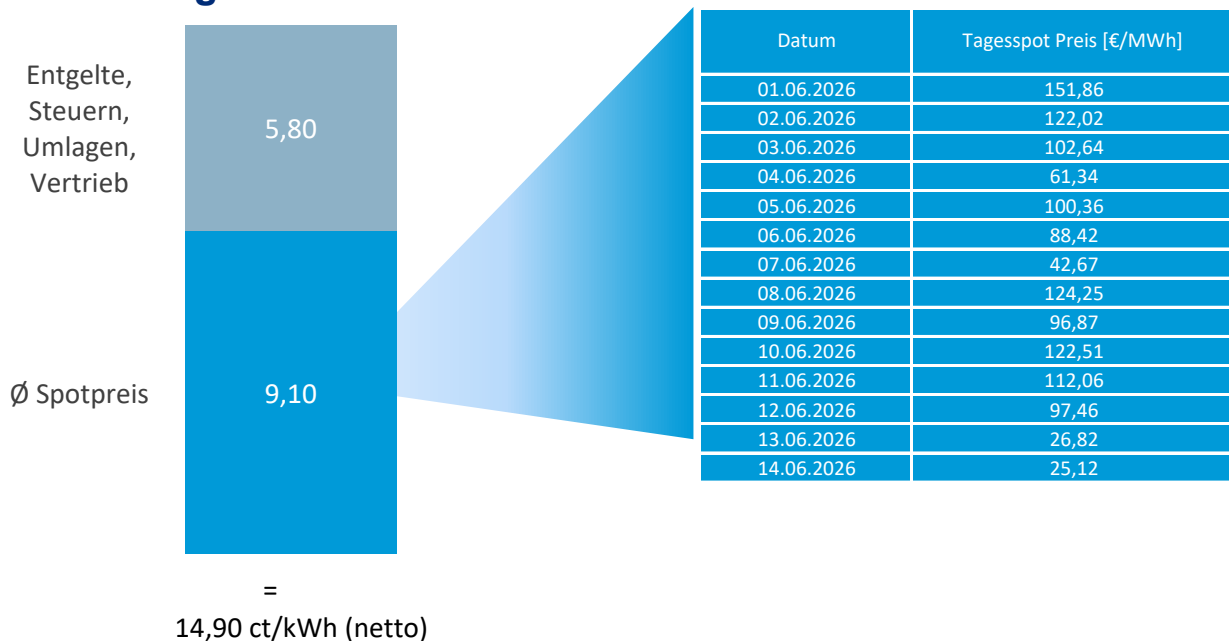 Entgelte,
Steuern,
Umlagen,
Vertrieb
5,80
Ø Spotpreis
9,10
=
14,90 ct/kWh (netto)
Datum Tagesspot Preis [€/MWh]
01.06.2026 151,86
02.06.2026 122,02
03.06.2026 102,64
04.06.2026 61,34
05.06.2026 100,36
06.06.2026 88,42
07.06.2026 42,67
08.06.2026 124,25
09.06.2026 96,87
10.06.2026 122,51
11.06.2026 112,06
12.06.2026 97,46
13.06.2026 26,82
14.06.2026 25,12